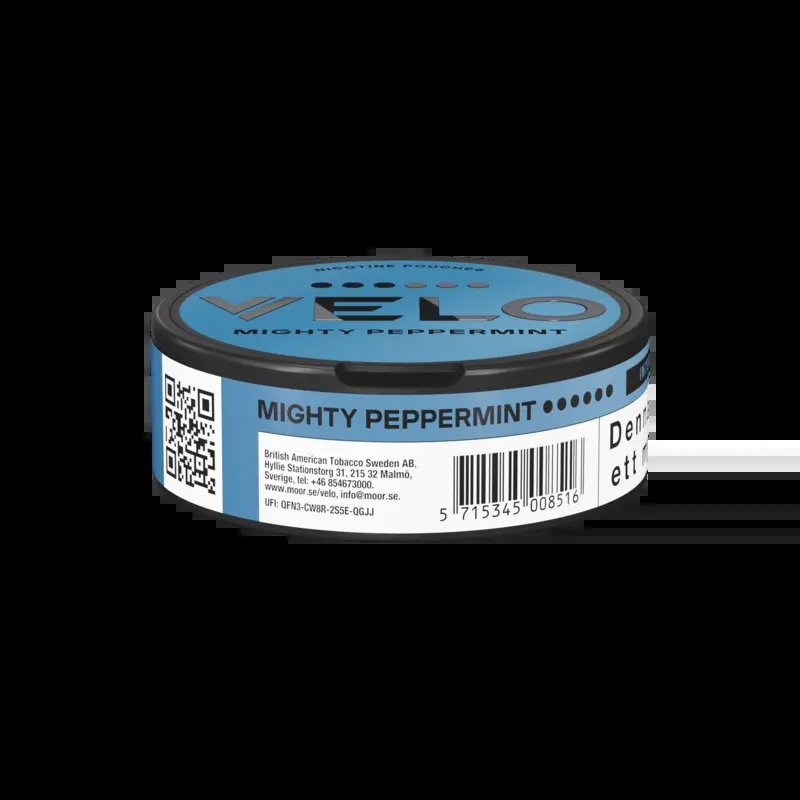 NICOTINE POUCHES
VELO
MIGHTY PEPPERMINT
MIGHTY PEPPERMINT
British American Tobacco Sweden AB,
Hyllie Stationstorg 31, 215 32 Malmö,
Sverige, tel: +46 854673000.
www.moor.se/velo, info@moor.se.
UFI: QFN3-CW8R-2S5E-QGJJ
5 715345 008516
ett